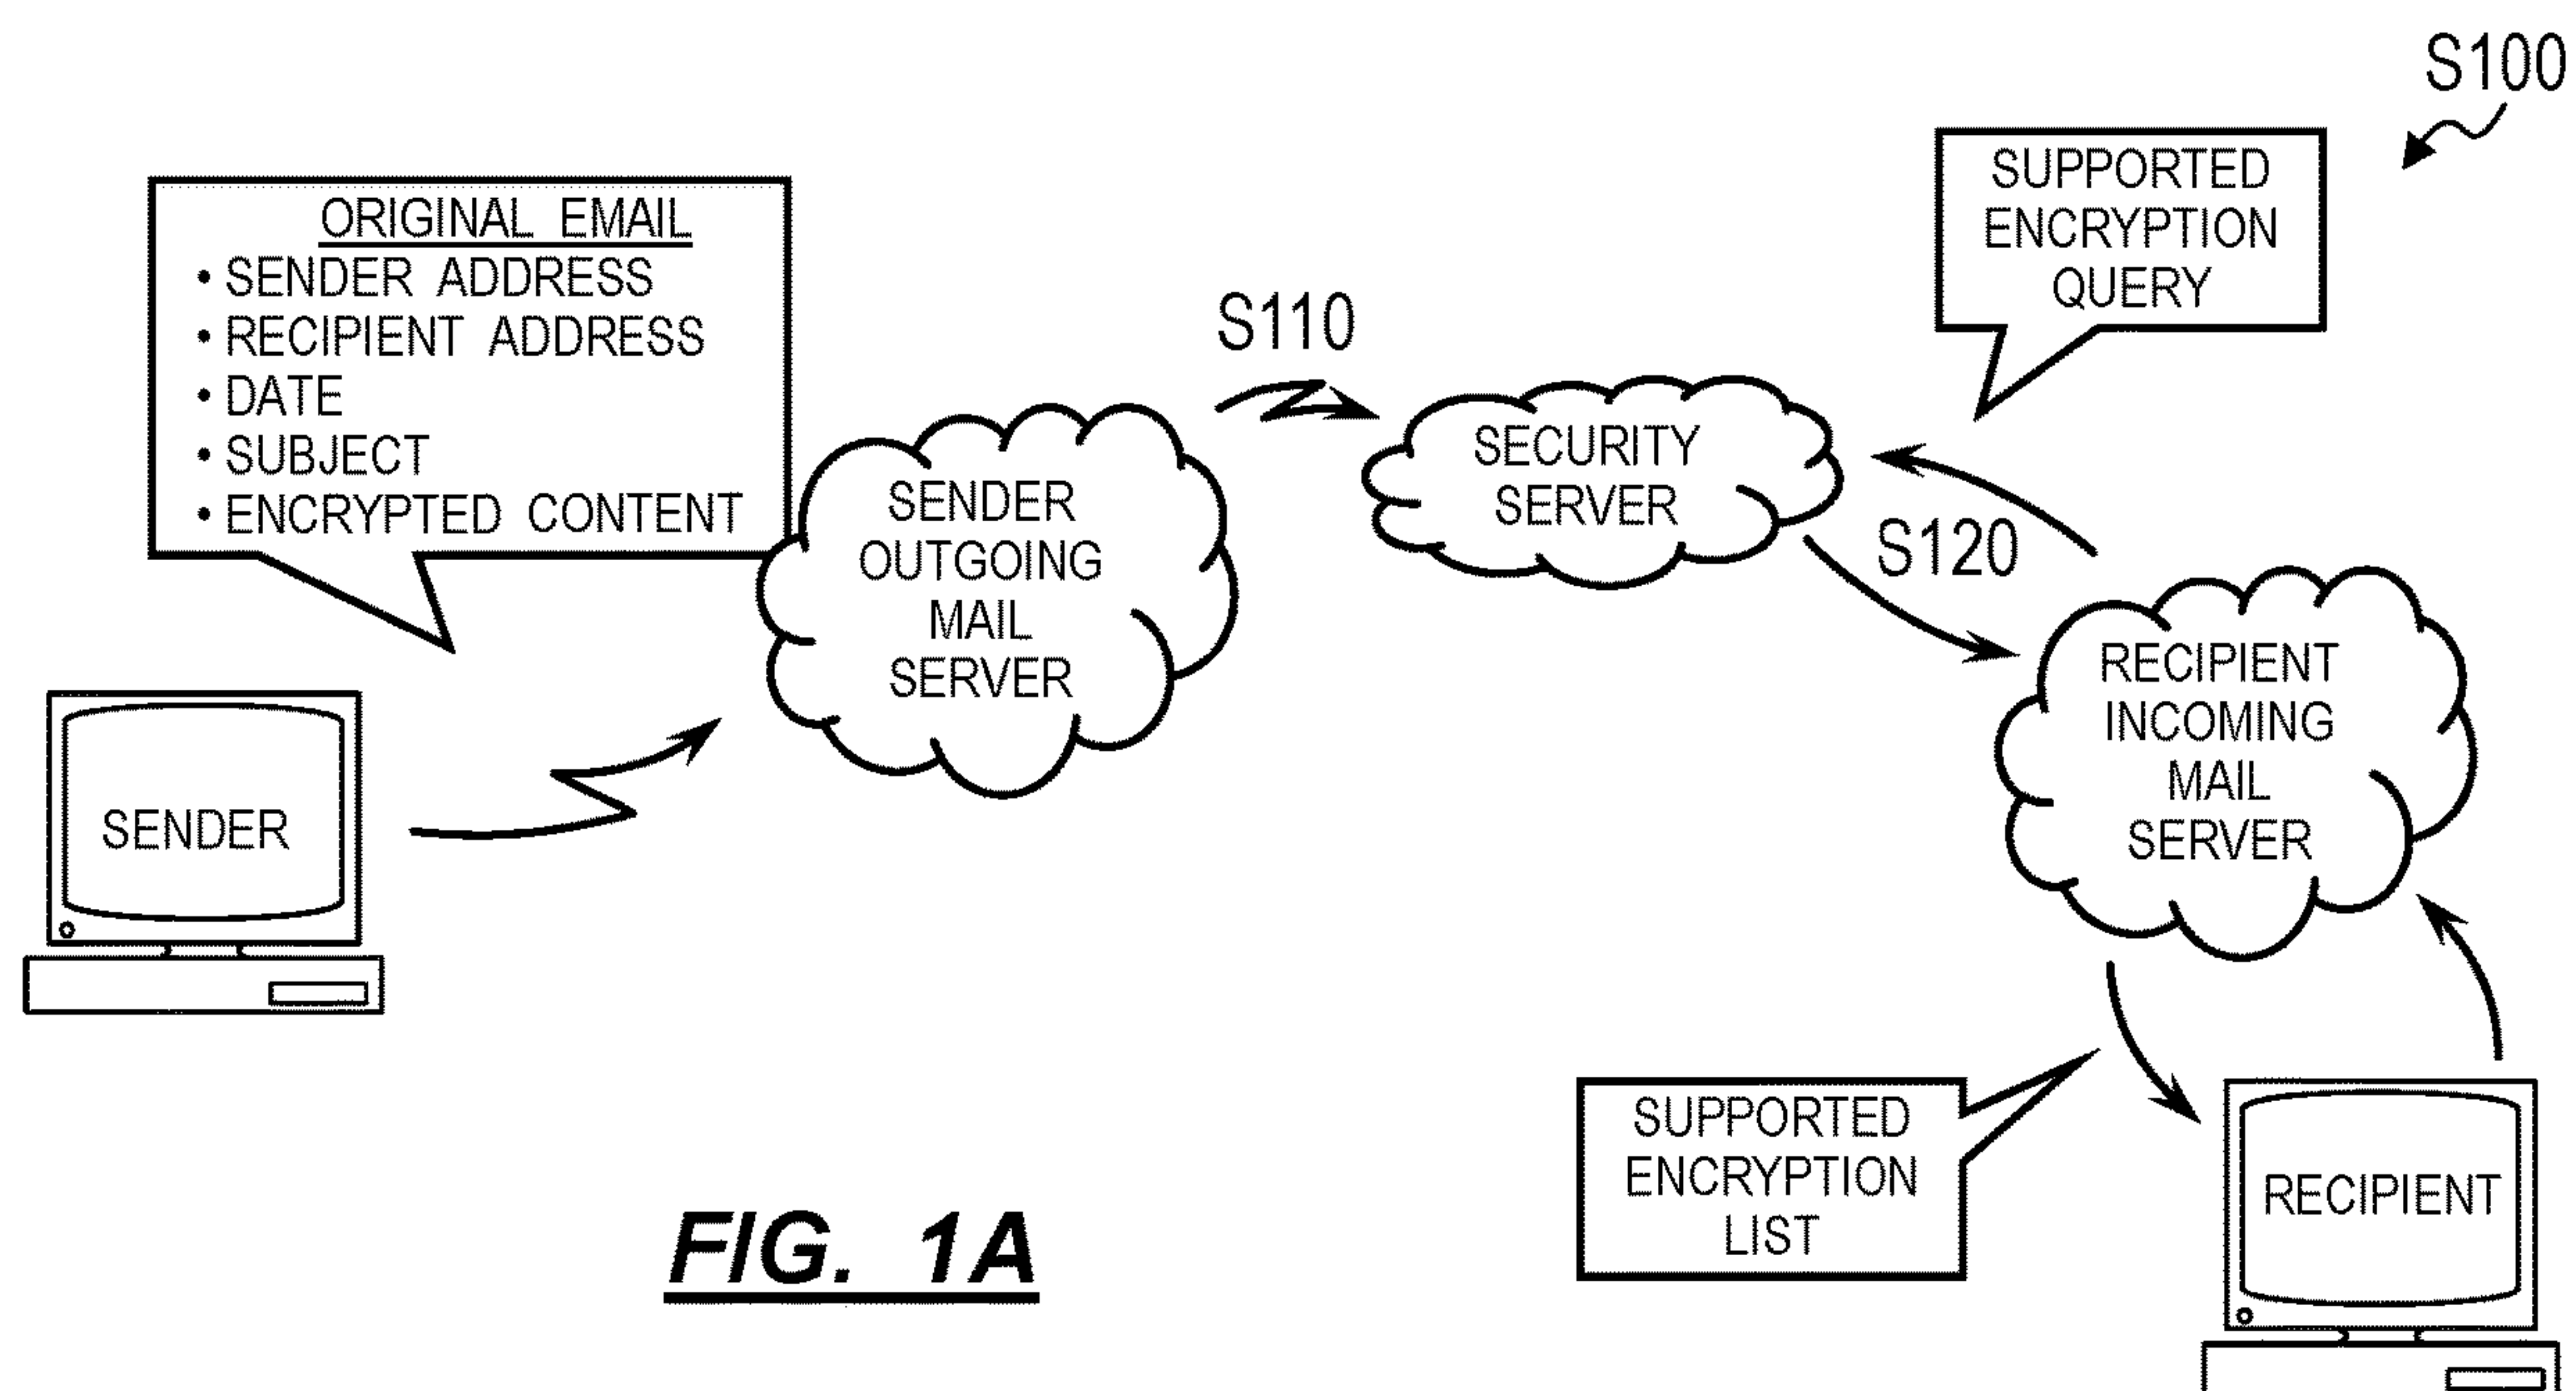 S100
ORIGINAL EMAIL
• SENDER ADDRESS
• RECIPIENT ADDRESS
• DATE
• SUBJECT
• ENCRYPTED CONTENT
SENDER
SENDER
OUTGOING
MAIL
SERVER
S110
SECURITY
SERVER
SUPPORTED
ENCRYPTION
QUERY
S120
RECIPIENT
INCOMING
MAIL
SERVER
SUPPORTED
ENCRYPTION
LIST
RECIPIENT
FIG. 1A